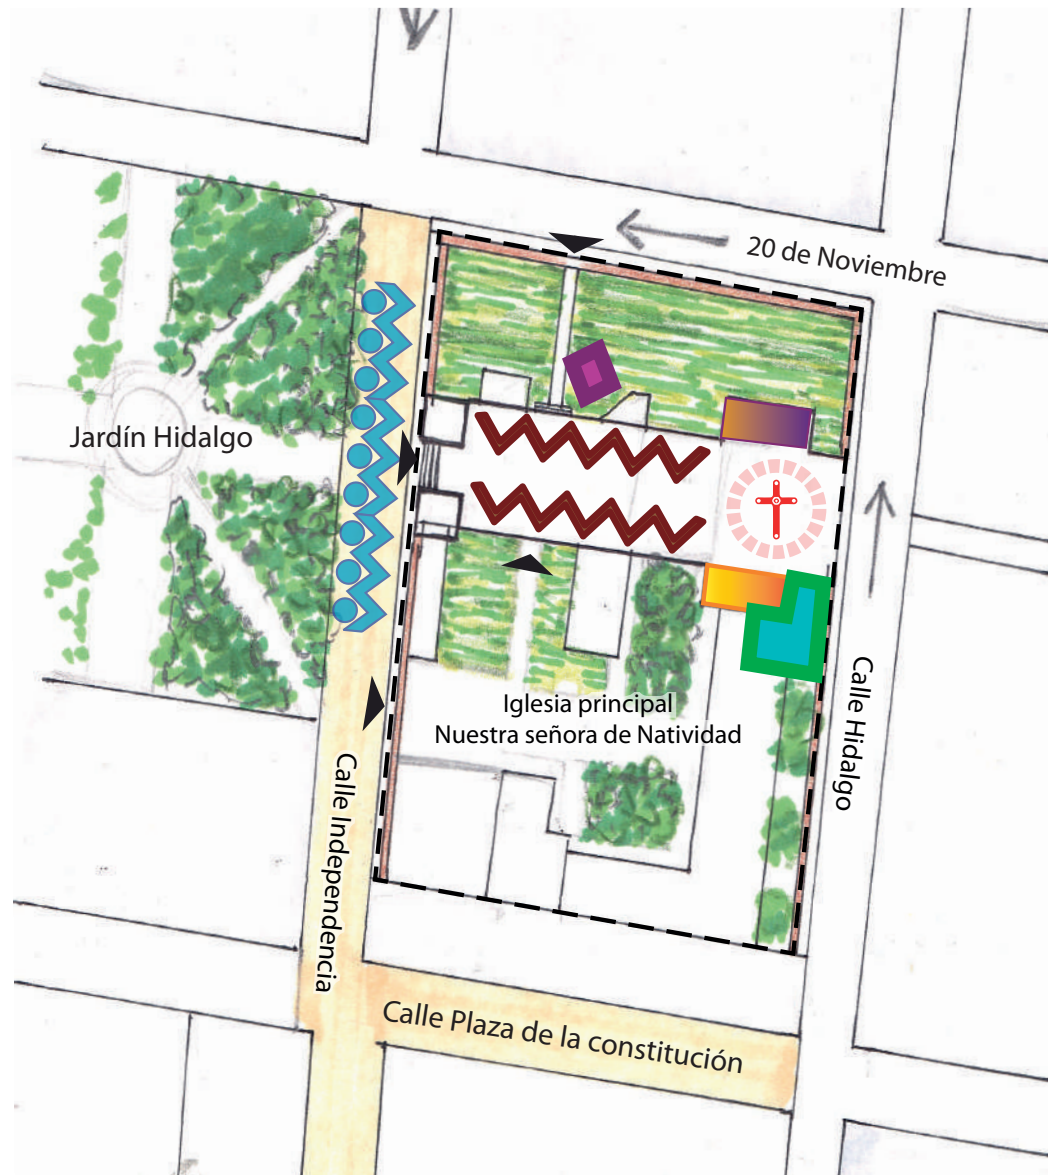 20 de Noviembre
Jardín Hidalgo
Iglesia principal
Nuestra señora de Natividad
Calle Hidalgo
Calle Independencia
Calle Plaza de la constitución